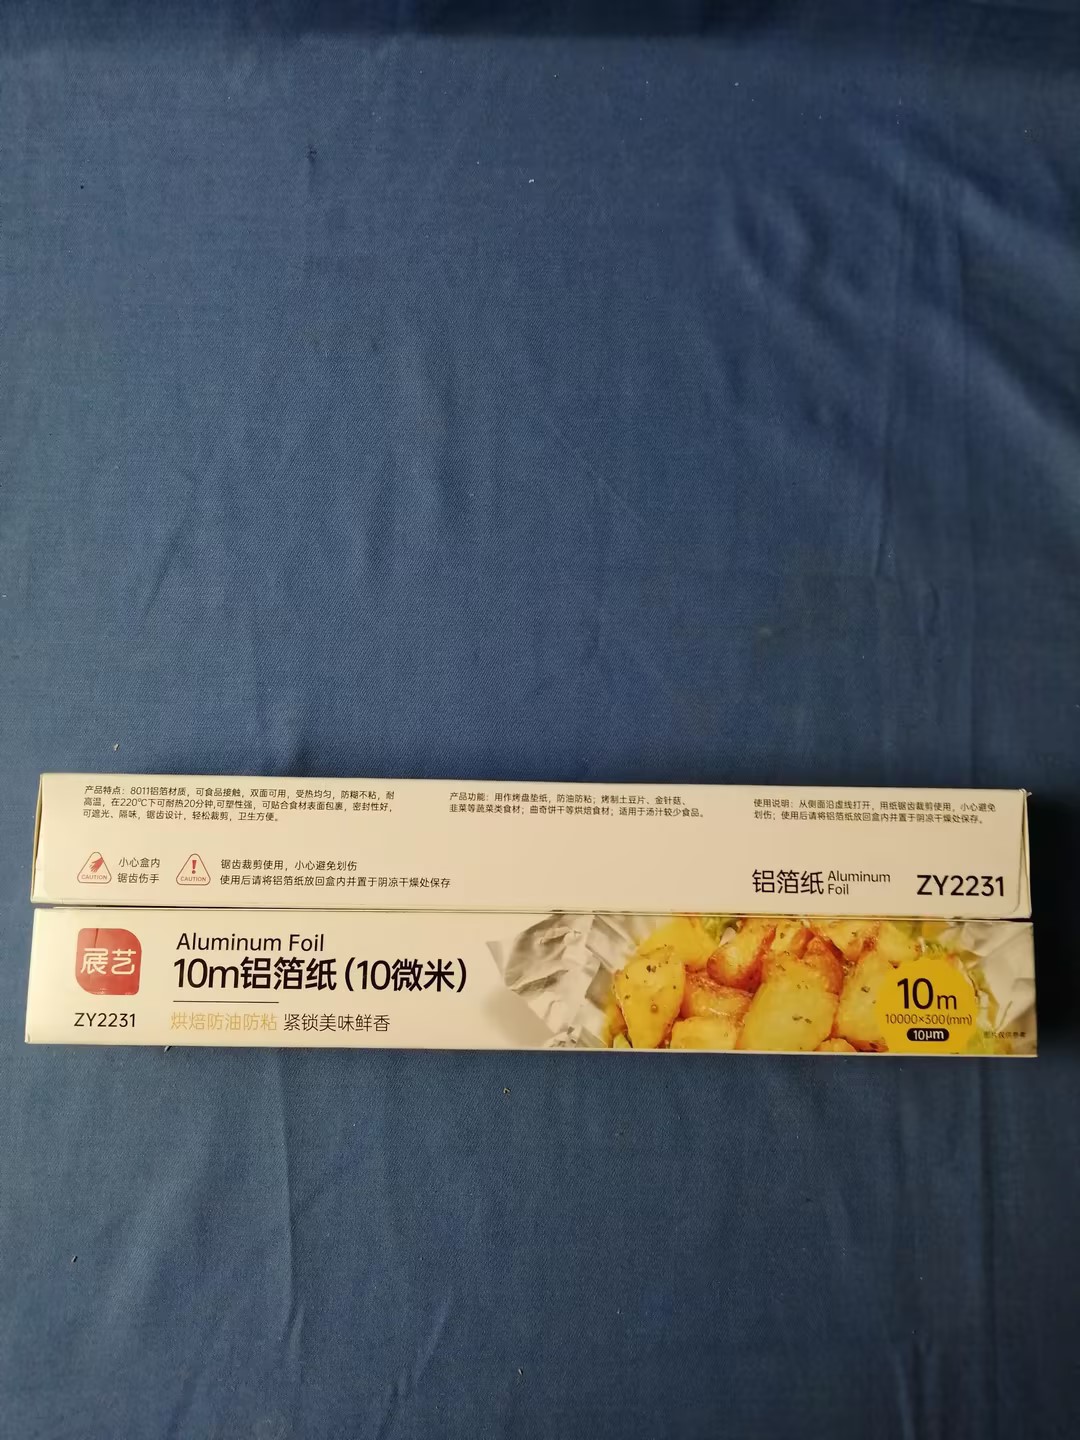 产品特点：8011铝箔材质，可食品接触，双面可用，受热均匀，防糊不粘，耐
高温，在220℃下可耐热20分钟,可塑性强，可贴合食材表面包裹，密封性好，
可遮光、隔味，锯齿设计，轻松裁剪，卫生方便。
产品功能：用作烤盘垫纸，防油防粘；烤制土豆片、金针菇、
韭菜等蔬菜类食材；曲奇饼干等烘焙食材；适用于汤汁较少食品。
使用说明：从侧面沿虚线打开，用纸锯齿裁剪使用，小心避免
划伤；使用后请将铝箔纸放回盒内并置于阴凉干燥处保存。
CAUTION
小心盒内
锯齿伤手
CAUTION
锯齿裁剪使用，小心避免划伤
使用后请将铝箔纸放回盒内并置于阴凉干燥处保存
铝箔纸
Aluminum
Foil
ZY2231
展艺
ZY2231
Aluminum Foil
10m铝箔纸（10微米）
烘焙防油防粘 紧锁美味鲜香
10m
10000×300(mm)
10μm
图片仅供参考